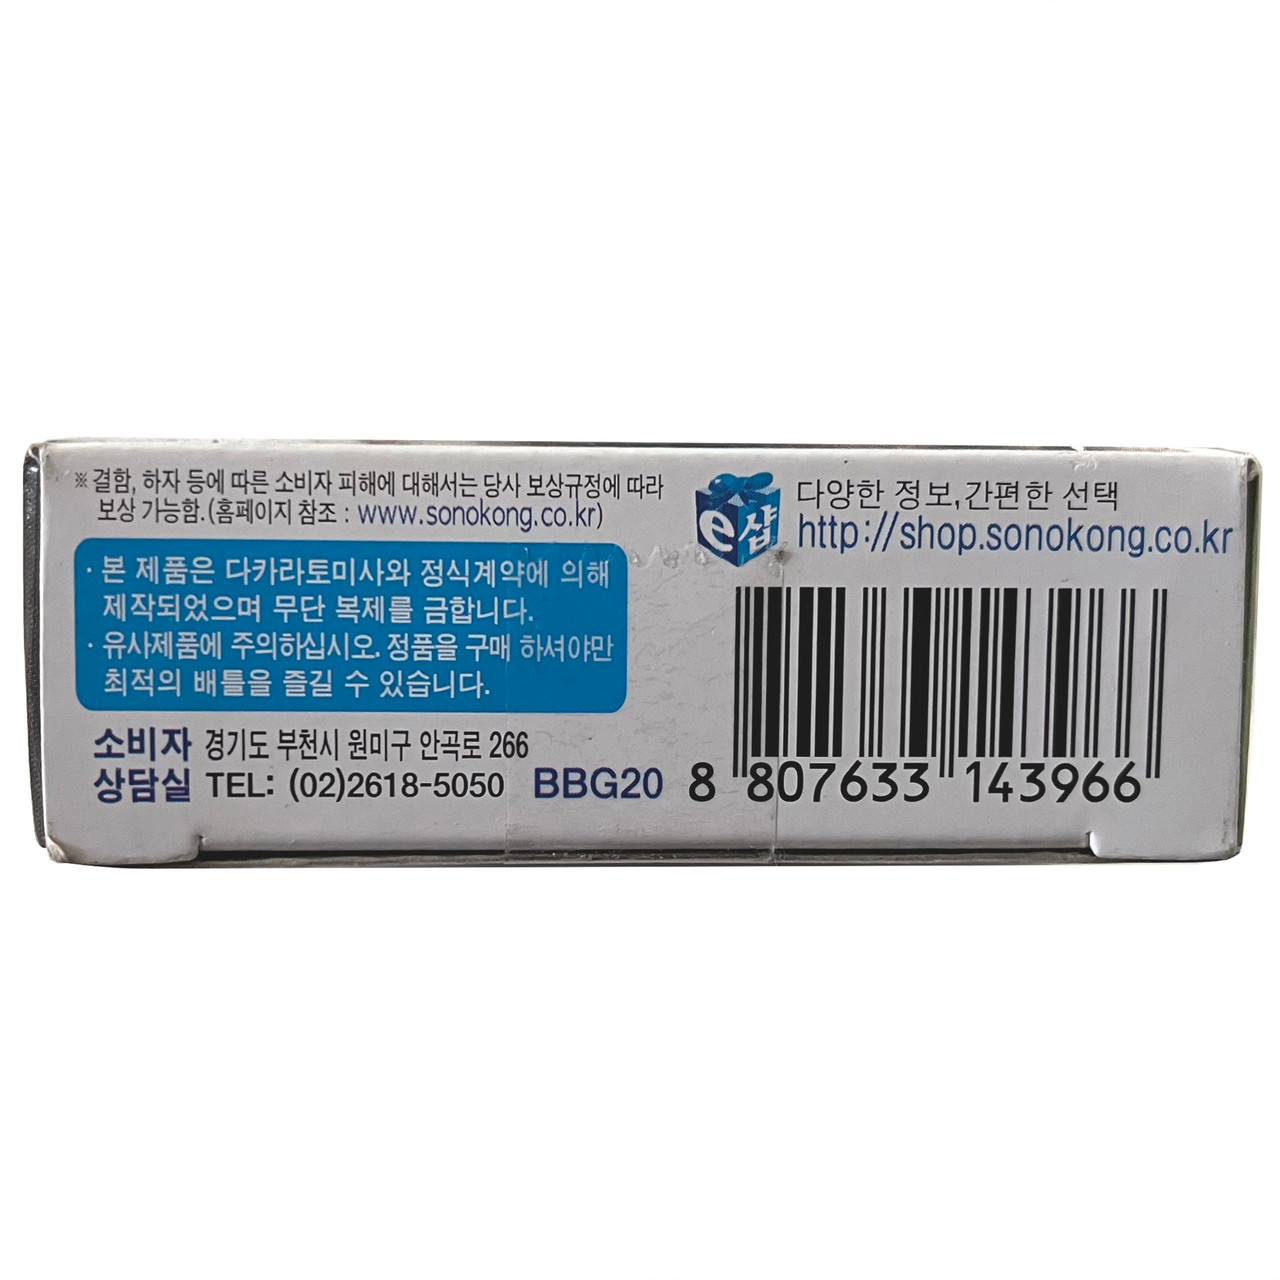 ※ 결함, 하자 등에 따른 소비자 피해에 대해서는 당사 보상규정에 따라
보상 가능함.(홈페이지 참조 : www.sonokong.co.kr)
· 본 제품은 다카라토미사와 정식계약에 의해
제작되었으며 무단 복제를 금합니다.
· 유사제품에 주의하십시오. 정품을 구매 하셔야만
최적의 배틀을 즐길 수 있습니다.
소비자 상담실
경기도 부천시 원미구 안곡로 266
TEL: (02)2618-5050
BBG20
e샵
다양한 정보,간편한 선택
http://shop.sonokong.co.kr
8 807633 143966